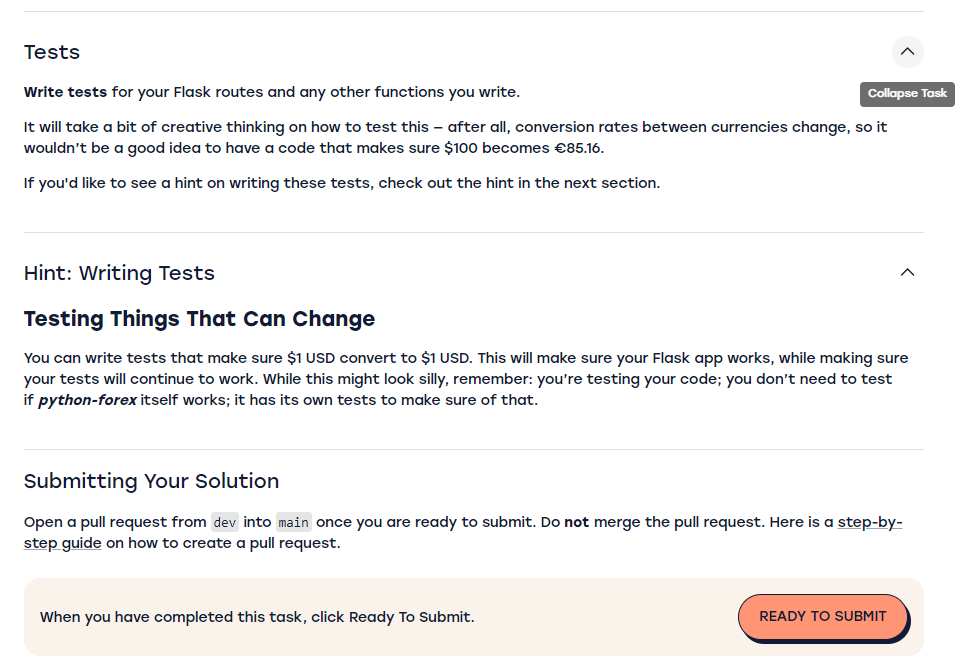 Tests
Collapse Task
Write tests for your Flask routes and any other functions you write.
It will take a bit of creative thinking on how to test this – after all, conversion rates between currencies change, so it
wouldn’t be a good idea to have a code that makes sure $100 becomes €85.16.
If you'd like to see a hint on writing these tests, check out the hint in the next section.
Hint: Writing Tests
Testing Things That Can Change
You can write tests that make sure $1 USD convert to $1 USD. This will make sure your Flask app works, while making sure
your tests will continue to work. While this might look silly, remember: you’re testing your code; you don’t need to test
if python-forex itself works; it has its own tests to make sure of that.
Submitting Your Solution
Open a pull request from dev into main once you are ready to submit. Do not merge the pull request. Here is a step-by-
step guide on how to create a pull request.
When you have completed this task, click Ready To Submit.
READY TO SUBMIT